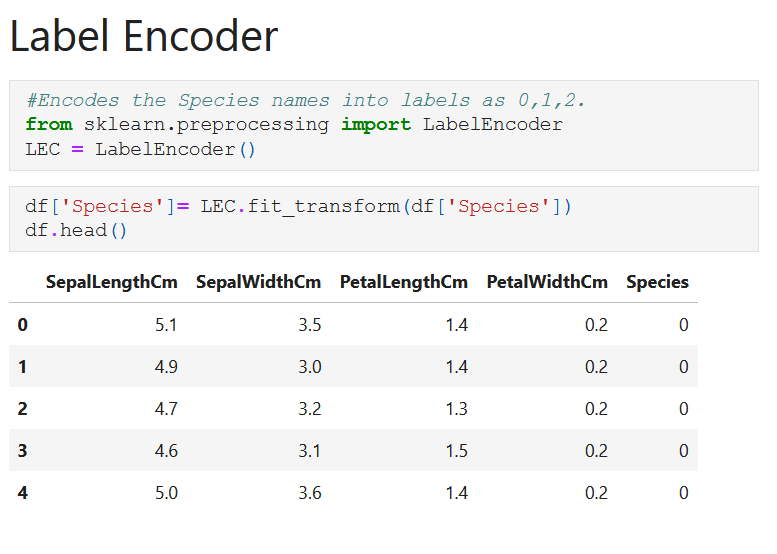 Label Encoder
#Encodes the Species names into labels as 0,1,2.
from sklearn.preprocessing import LabelEncoder
LEC = LabelEncoder()
df['Species']= LEC.fit_transform(df['Species'])
df.head()
SepalLengthCm SepalWidthCm PetalLengthCm PetalWidthCm Species
0 5.1 3.5 1.4 0.2 0
1 4.9 3.0 1.4 0.2 0
2 4.7 3.2 1.3 0.2 0
3 4.6 3.1 1.5 0.2 0
4 5.0 3.6 1.4 0.2 0